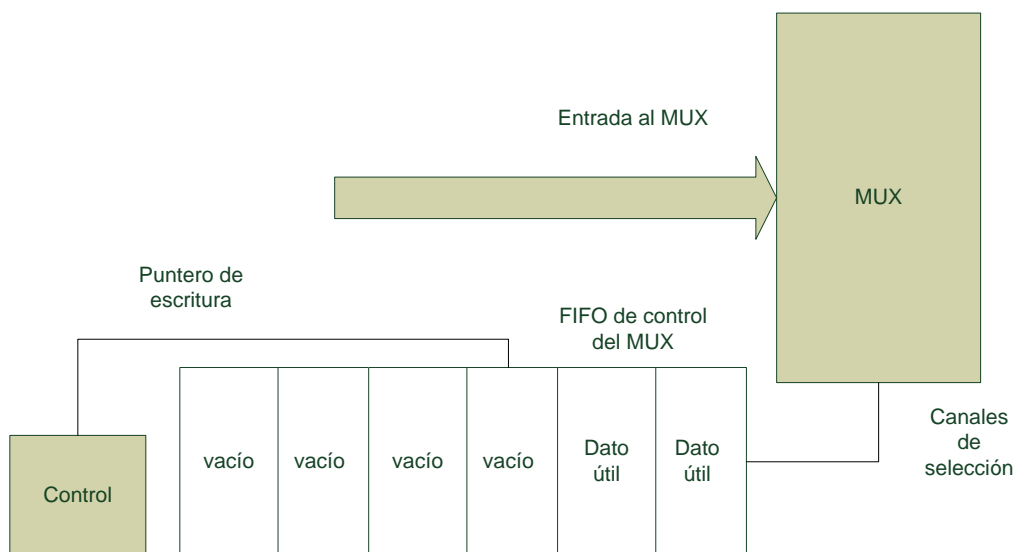 Entrada al MUX
MUX
Puntero de
escritura
FIFO de control
del MUX
Canales
de
selección
Control
vacío
vacío
vacío
vacío
Dato
útil
Dato
útil